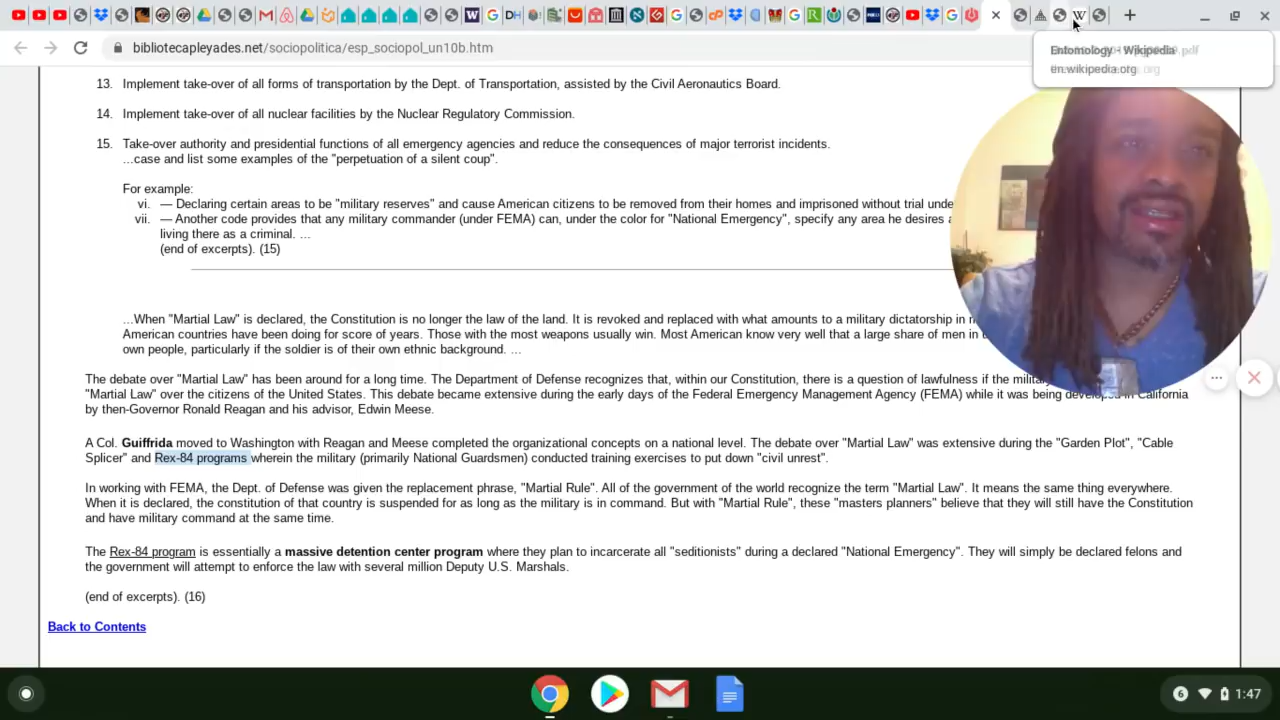 Entomology - Wikipedia
en.wikipedia.org
bibliotecapleyades.net/sociopolitica/esp_sociopol_un10b.htm
13. Implement take-over of all forms of transportation by the Dept. of Transportation, assisted by the Civil Aeronautics Board.
14. Implement take-over of all nuclear facilities by the Nuclear Regulatory Commission.
15. Take-over authority and presidential functions of all emergency agencies and reduce the consequences of major terrorist incidents.
...case and list some examples of the "perpetuation of a silent coup".
For example:
vi. — Declaring certain areas to be "military reserves" and cause American citizens to be removed from their homes and imprisoned without trial unde
vii. — Another code provides that any military commander (under FEMA) can, under the color for "National Emergency", specify any area he desires a
living there as a criminal. ...
(end of excerpts). (15)
...When "Martial Law" is declared, the Constitution is no longer the law of the land. It is revoked and replaced with what amounts to a military dictatorship in
American countries have been doing for score of years. Those with the most weapons usually win. Most American know very well that a large share of men in
own people, particularly if the soldier is of their own ethnic background. ...
The debate over "Martial Law" has been around for a long time. The Department of Defense recognizes that, within our Constitution, there is a question of lawfulness if the
"Martial Law" over the citizens of the United States. This debate became extensive during the early days of the Federal Emergency Management Agency (FEMA) while it was being developed in California
by then-Governor Ronald Reagan and his advisor, Edwin Meese.
A Col. Guiffrida moved to Washington with Reagan and Meese completed the organizational concepts on a national level. The debate over "Martial Law" was extensive during the "Garden Plot", "Cable
Splicer" and Rex-84 programs wherein the military (primarily National Guardsmen) conducted training exercises to put down "civil unrest".
In working with FEMA, the Dept. of Defense was given the replacement phrase, "Martial Rule". All of the government of the world recognize the term "Martial Law". It means the same thing everywhere.
When it is declared, the constitution of that country is suspended for as long as the military is in command. But with "Martial Rule", these "masters planners" believe that they will still have the Constitution
and have military command at the same time.
The Rex-84 program is essentially a massive detention center program where they plan to incarcerate all "seditionists" during a declared "National Emergency". They will simply be declared felons and
the government will attempt to enforce the law with several million Deputy U.S. Marshals.
(end of excerpts). (16)
Back to Contents
6 1:47